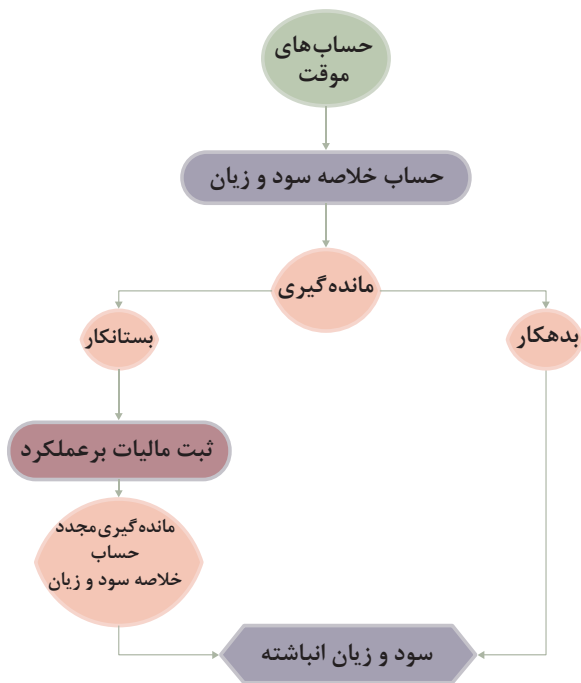 حساب‌های
موقت
حساب خلاصه سود و زیان
مانده‌گیری
بدهکار
بستانکار
ثبت مالیات برعملکرد
مانده‌گیری‌مجدد
حساب
خلاصه سود و زیان
سود و زیان انباشته